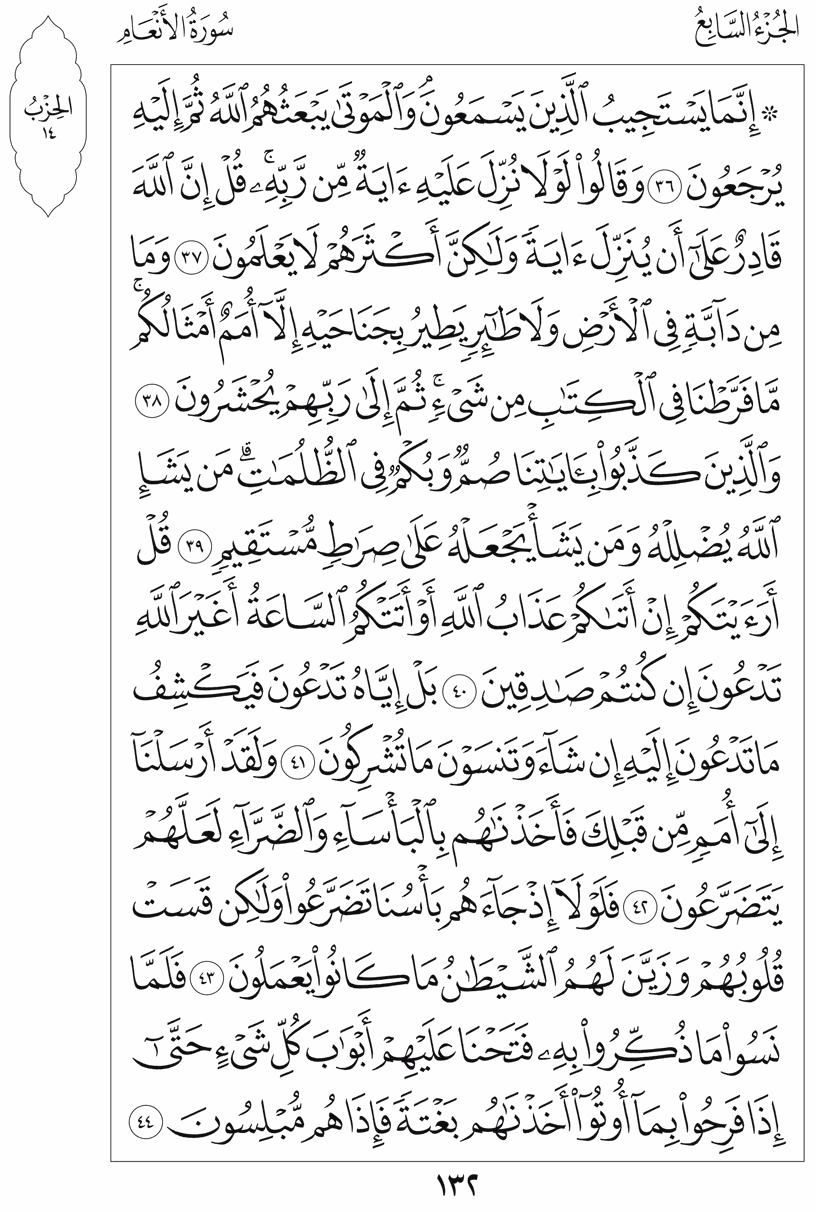 الجُزْءُ السَّابِعُ
سُورَةُ الأَنْعَامِ
الحِزْبُ
١٤
۞ إِنَّمَا يَسْتَجِيبُ ٱلَّذِينَ يَسْمَعُونَۘ وَٱلْمَوْتَىٰ يَبْعَثُهُمُ ٱللَّهُ ثُمَّ إِلَيْهِ
يُرْجَعُونَ ٣٦ وَقَالُوا۟ لَوْلَا نُزِّلَ عَلَيْهِ ءَايَةٌ مِّن رَّبِّهِۦۚ قُلْ إِنَّ ٱللَّهَ
قَادِرٌ عَلَىٰٓ أَن يُنَزِّلَ ءَايَةً وَلَـٰكِنَّ أَكْثَرَهُمْ لَا يَعْلَمُونَ ٣٧ وَمَا
مِن دَآبَّةٍ فِى ٱلْأَرْضِ وَلَا طَـٰٓئِرٍ يَطِيرُ بِجَنَاحَيْهِ إِلَّآ أُمَمٌ أَمْثَالُكُمۚ
مَّا فَرَّطْنَا فِى ٱلْكِتَـٰبِ مِن شَىْءٍۚ ثُمَّ إِلَىٰ رَبِّهِمْ يُحْشَرُونَ ٣٨
وَٱلَّذِينَ كَذَّبُوا۟ بِـَٔايَـٰتِنَا صُمٌّ وَبُكْمٌ فِى ٱلظُّلُمَـٰتِۗ مَن يَشَإِ
ٱللَّهُ يُضْلِلْهُ وَمَن يَشَأْ يَجْعَلْهُ عَلَىٰ صِرَٰطٍ مُّسْتَقِيمٍ ٣٩ قُلْ
أَرَءَيْتَكُمْ إِنْ أَتَىٰكُمْ عَذَابُ ٱللَّهِ أَوْ أَتَتْكُمُ ٱلسَّاعَةُ أَغَيْرَ ٱللَّهِ
تَدْعُونَ إِن كُنتُمْ صَـٰدِقِينَ ٤٠ بَلْ إِيَّاهُ تَدْعُونَ فَيَكْشِفُ
مَا تَدْعُونَ إِلَيْهِ إِن شَآءَ وَتَنسَوْنَ مَا تُشْرِكُونَ ٤١ وَلَقَدْ أَرْسَلْنَآ
إِلَىٰٓ أُمَمٍ مِّن قَبْلِكَ فَأَخَذْنَـٰهُم بِٱلْبَأْسَآءِ وَٱلضَّرَّآءِ لَعَلَّهُمْ
يَتَضَرَّعُونَ ٤٢ فَلَوْلَآ إِذْ جَآءَهُم بَأْسُنَا تَضَرَّعُوا۟ وَلَـٰكِن قَسَتْ
قُلُوبُهُمْ وَزَيَّنَ لَهُمُ ٱلشَّيْطَـٰنُ مَا كَانُوا۟ يَعْمَلُونَ ٤٣ فَلَمَّا
نَسُوا۟ مَا ذُكِّرُوا۟ بِهِۦ فَتَحْنَا عَلَيْهِمْ أَبْوَٰبَ كُلِّ شَىْءٍ حَتَّىٰٓ
إِذَا فَرِحُوا۟ بِمَآ أُوتُوٓا۟ أَخَذْنَـٰهُم بَغْتَةً فَإِذَا هُم مُّبْلِسُونَ ٤٤
١٣٢